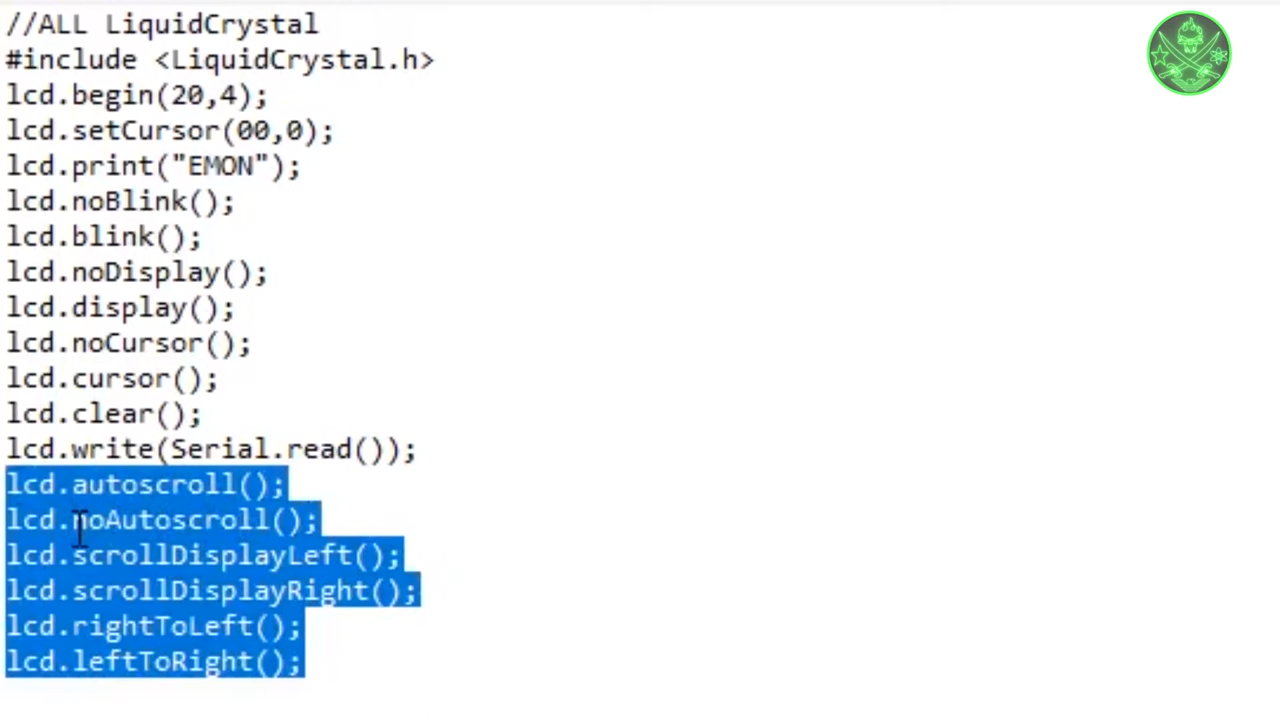 //ALL LiquidCrystal
#include <LiquidCrystal.h>
lcd.begin(20,4);
lcd.setCursor(00,0);
lcd.print("EMON");
lcd.noBlink();
lcd.blink();
lcd.noDisplay();
lcd.display();
lcd.noCursor();
lcd.cursor();
lcd.clear();
lcd.write(Serial.read());
lcd.autoscroll();
lcd.noAutoscroll();
lcd.scrollDisplayLeft();
lcd.scrollDisplayRight();
lcd.rightToLeft();
lcd.leftToRight();